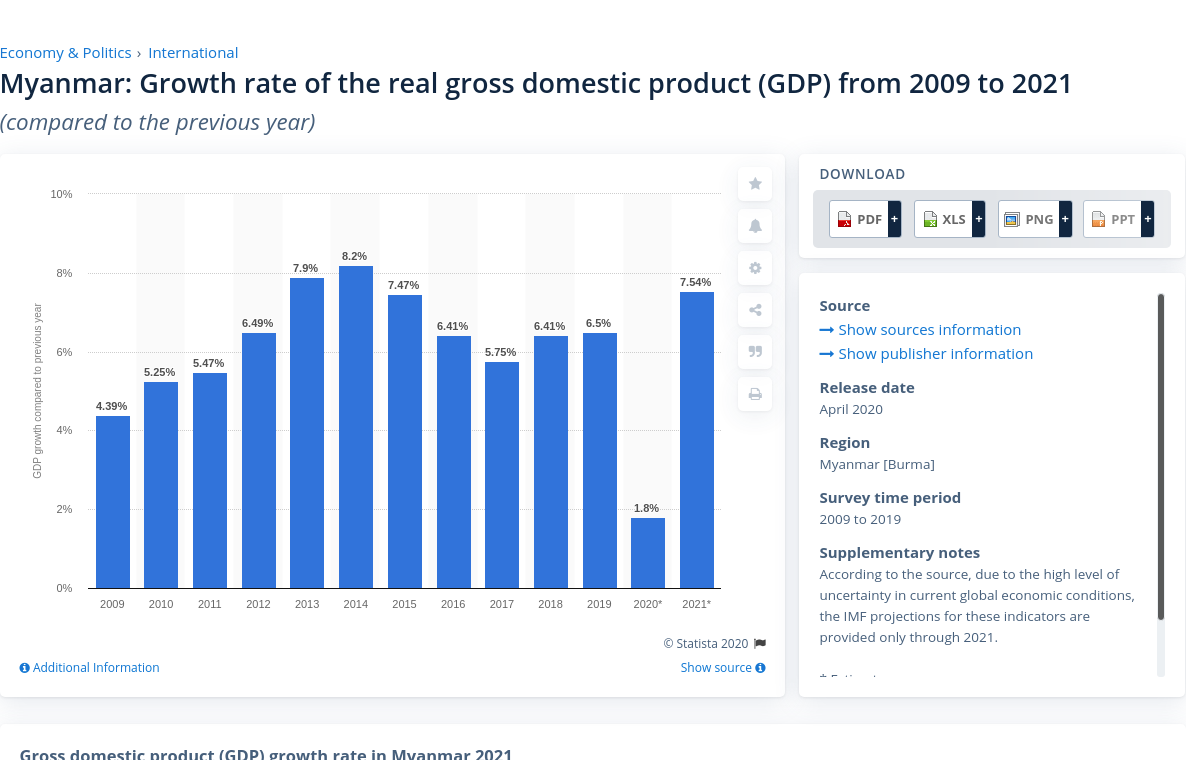 Economy & Politics › International
Myanmar: Growth rate of the real gross domestic product (GDP) from 2009 to 2021
(compared to the previous year)
GDP growth compared to previous year
10%
8%
6%
4%
2%
0%
4.39%
5.25%
5.47%
6.49%
7.9%
8.2%
7.47%
6.41%
5.75%
6.41%
6.5%
1.8%
7.54%
2009 2010 2011 2012 2013 2014 2015 2016 2017 2018 2019 2020* 2021*
© Statista 2020
Additional Information
Show source
DOWNLOAD
PDF + XLS + PNG + PPT +
Source
Show sources information
Show publisher information
Release date
April 2020
Region
Myanmar [Burma]
Survey time period
2009 to 2019
Supplementary notes
According to the source, due to the high level of
uncertainty in current global economic conditions,
the IMF projections for these indicators are
provided only through 2021.
Gross domestic product (GDP) growth rate in Myanmar 2021